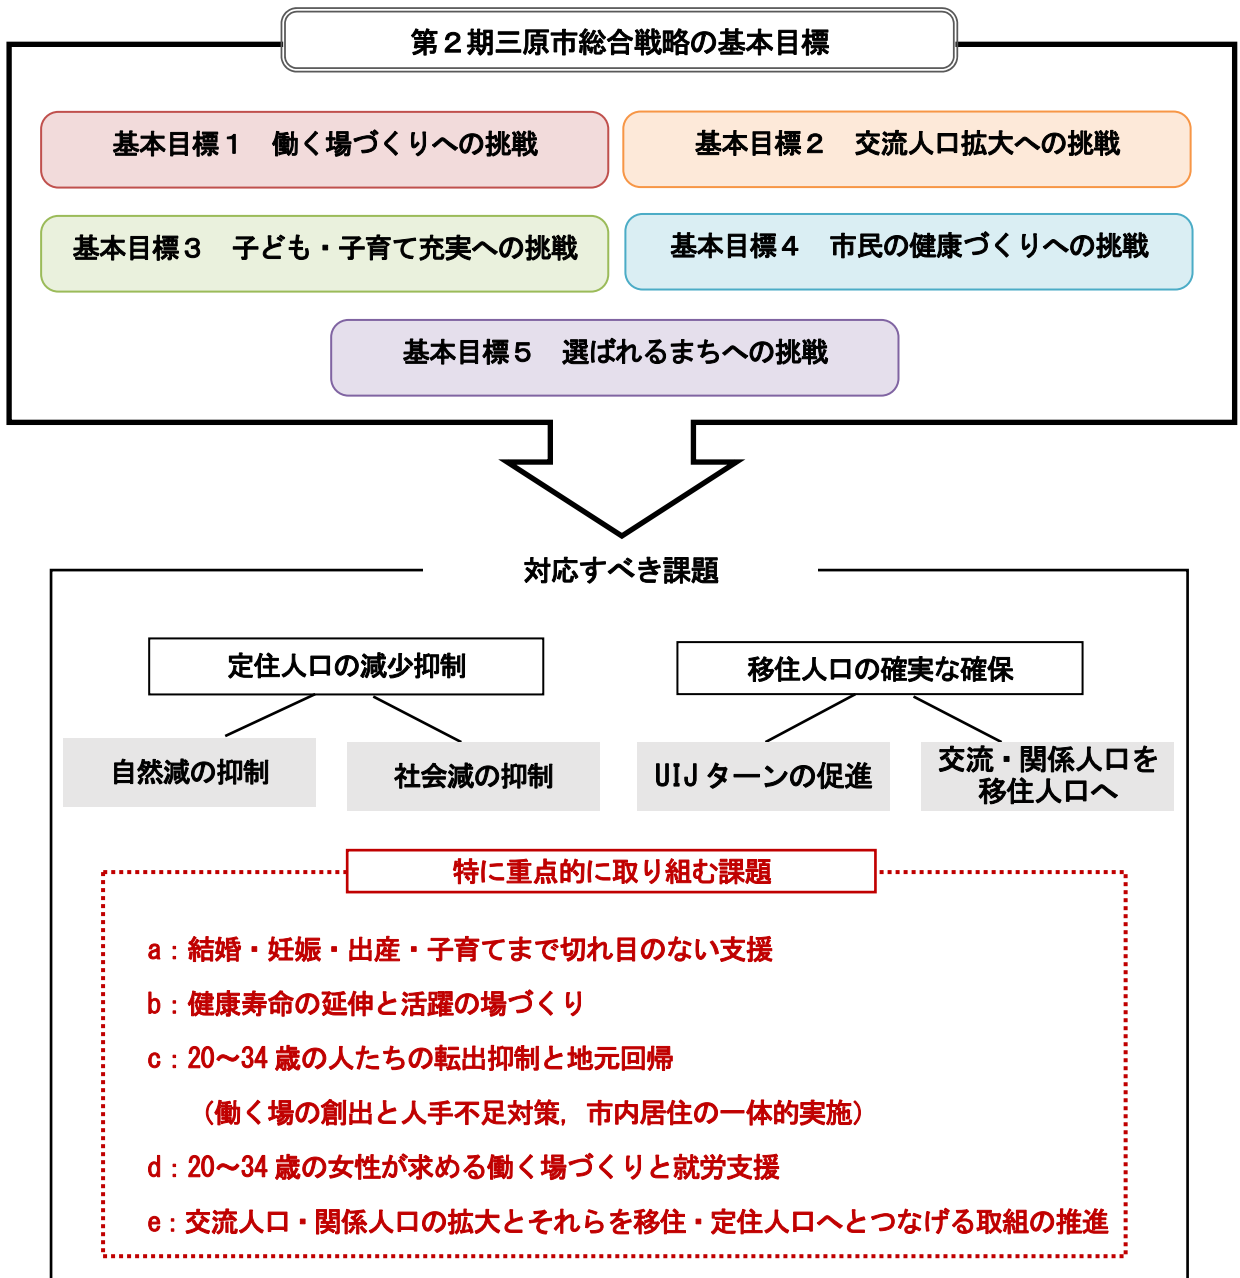 第２期三原市総合戦略の基本目標
基本目標１　働く場づくりへの挑戦
基本目標２　交流人口拡大への挑戦
基本目標３　子ども・子育て充実への挑戦
基本目標４　市民の健康づくりへの挑戦
基本目標５　選ばれるまちへの挑戦
対応すべき課題
定住人口の減少抑制
移住人口の確実な確保
自然減の抑制
社会減の抑制
UIJ ターンの促進
交流・関係人口を
移住人口へ
特に重点的に取り組む課題
a：結婚・妊娠・出産・子育てまで切れ目のない支援
b：健康寿命の延伸と活躍の場づくり
c：20～34 歳の人たちの転出抑制と地元回帰
（働く場の創出と人手不足対策，市内居住の一体的実施）
d：20～34 歳の女性が求める働く場づくりと就労支援
e：交流人口・関係人口の拡大とそれらを移住・定住人口へとつなげる取組の推進